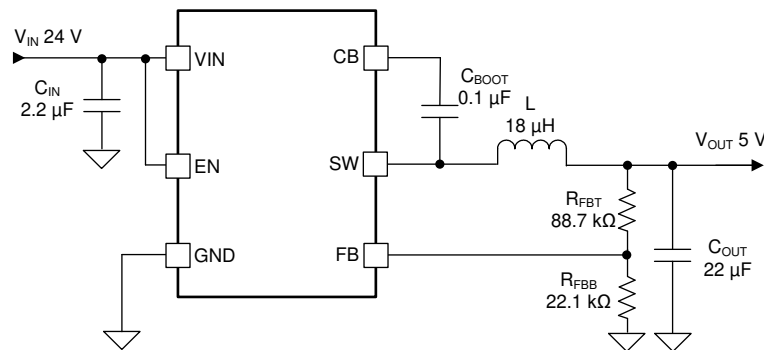 V_IN 24 V
VIN
CB
C_IN
2.2 µF
C_BOOT
0.1 µF
L
18 µH
EN
SW
V_OUT 5 V
R_FBT
88.7 kΩ
GND
FB
C_OUT
22 µF
R_FBB
22.1 kΩ